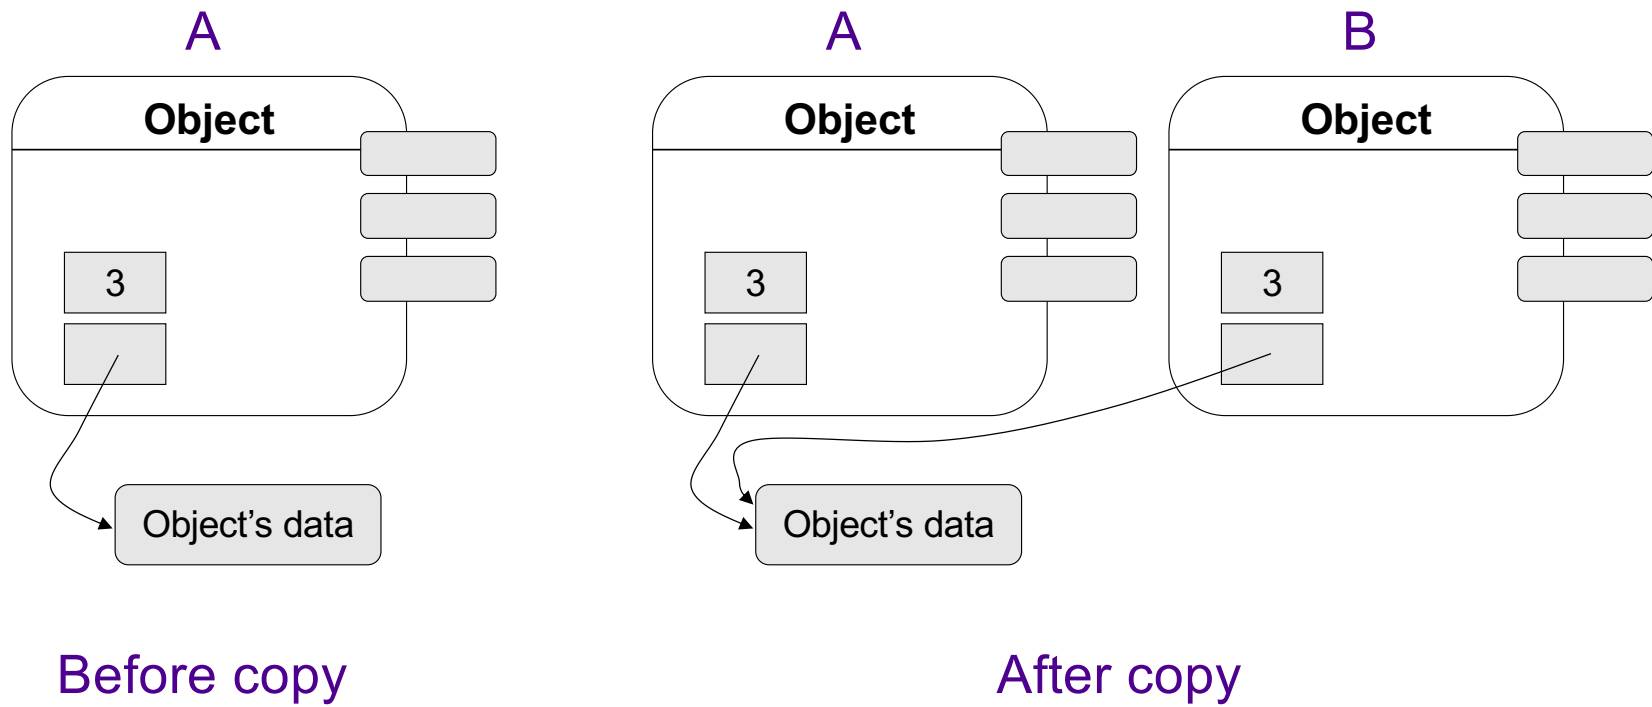 A
Object
3
Object’s data
Before copy
A
B
Object
Object
3
3
Object’s data
After copy